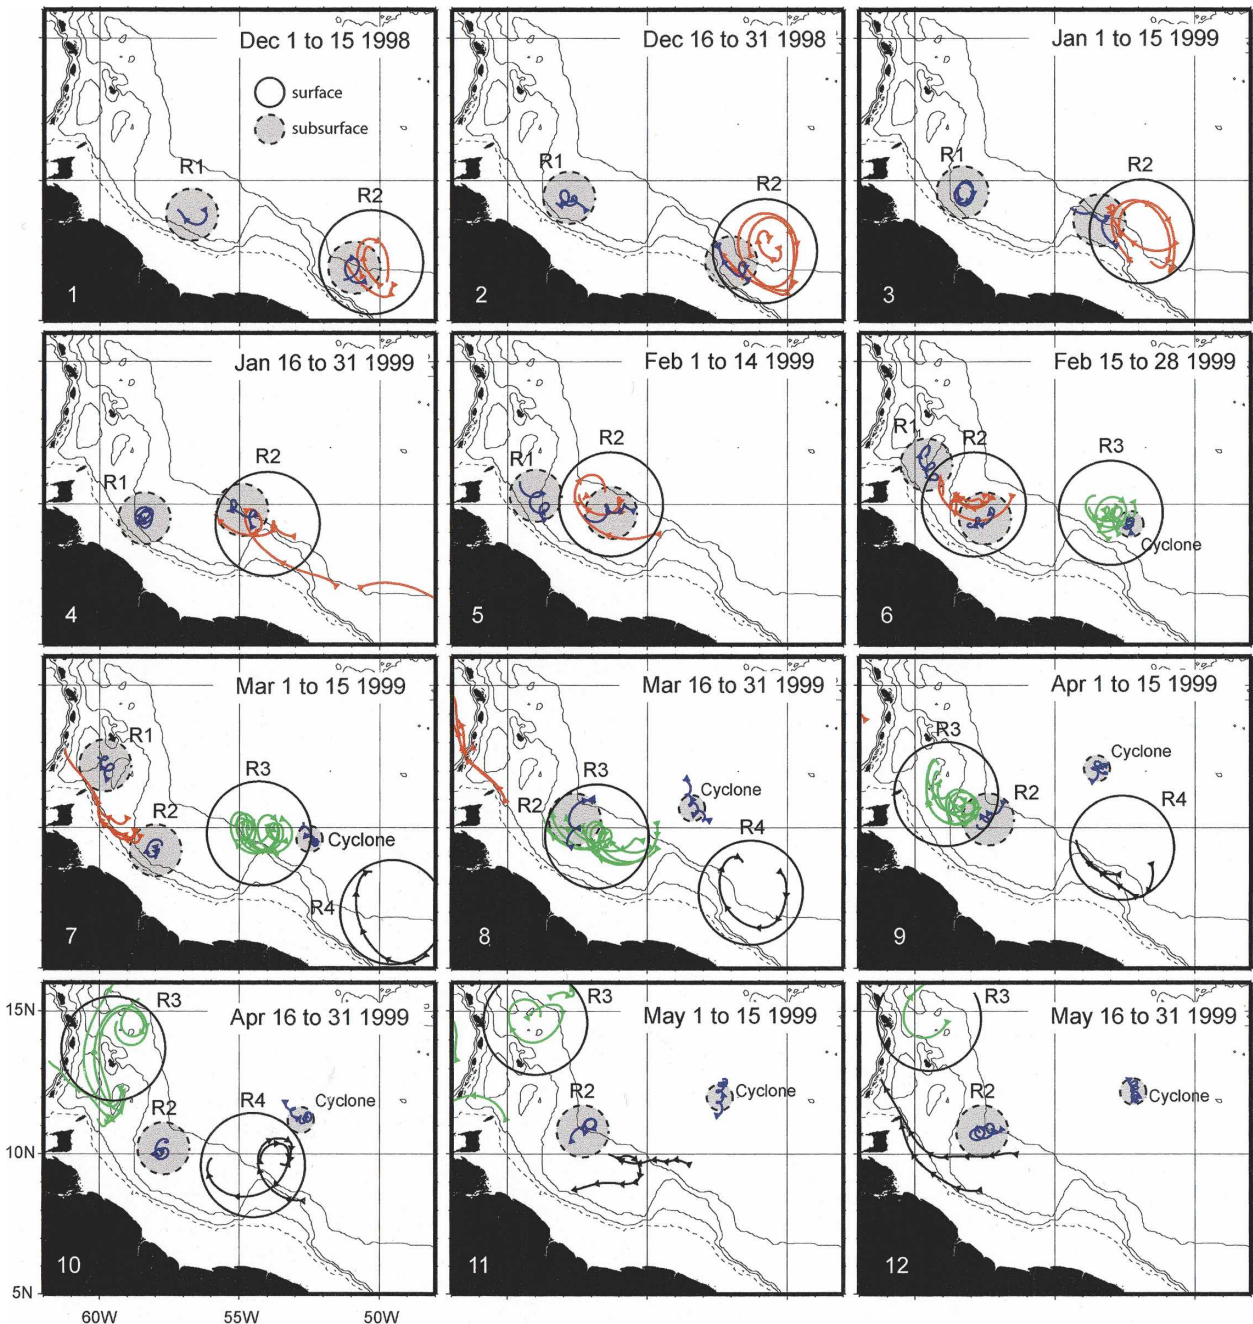 Dec 1 to 15 1998
surface
subsurface
R1
R2
1
Dec 16 to 31 1998
R1
R2
2
Jan 1 to 15 1999
R1
R2
3
Jan 16 to 31 1999
R2
R1
4
Feb 1 to 14 1999
R2
R1
5
Feb 15 to 28 1999
R1
R2
R3
Cyclone
6
Mar 1 to 15 1999
R1
R3
R2
Cyclone
R4
7
Mar 16 to 31 1999
R3
Cyclone
R2
R4
8
Apr 1 to 15 1999
R3
Cyclone
R2
R4
9
15N
R3
Apr 16 to 31 1999
R2
R4
Cyclone
10N
10
5N
60W
55W
50W
R3
May 1 to 15 1999
R2
Cyclone
11
R3
May 16 to 31 1999
R2
Cyclone
12